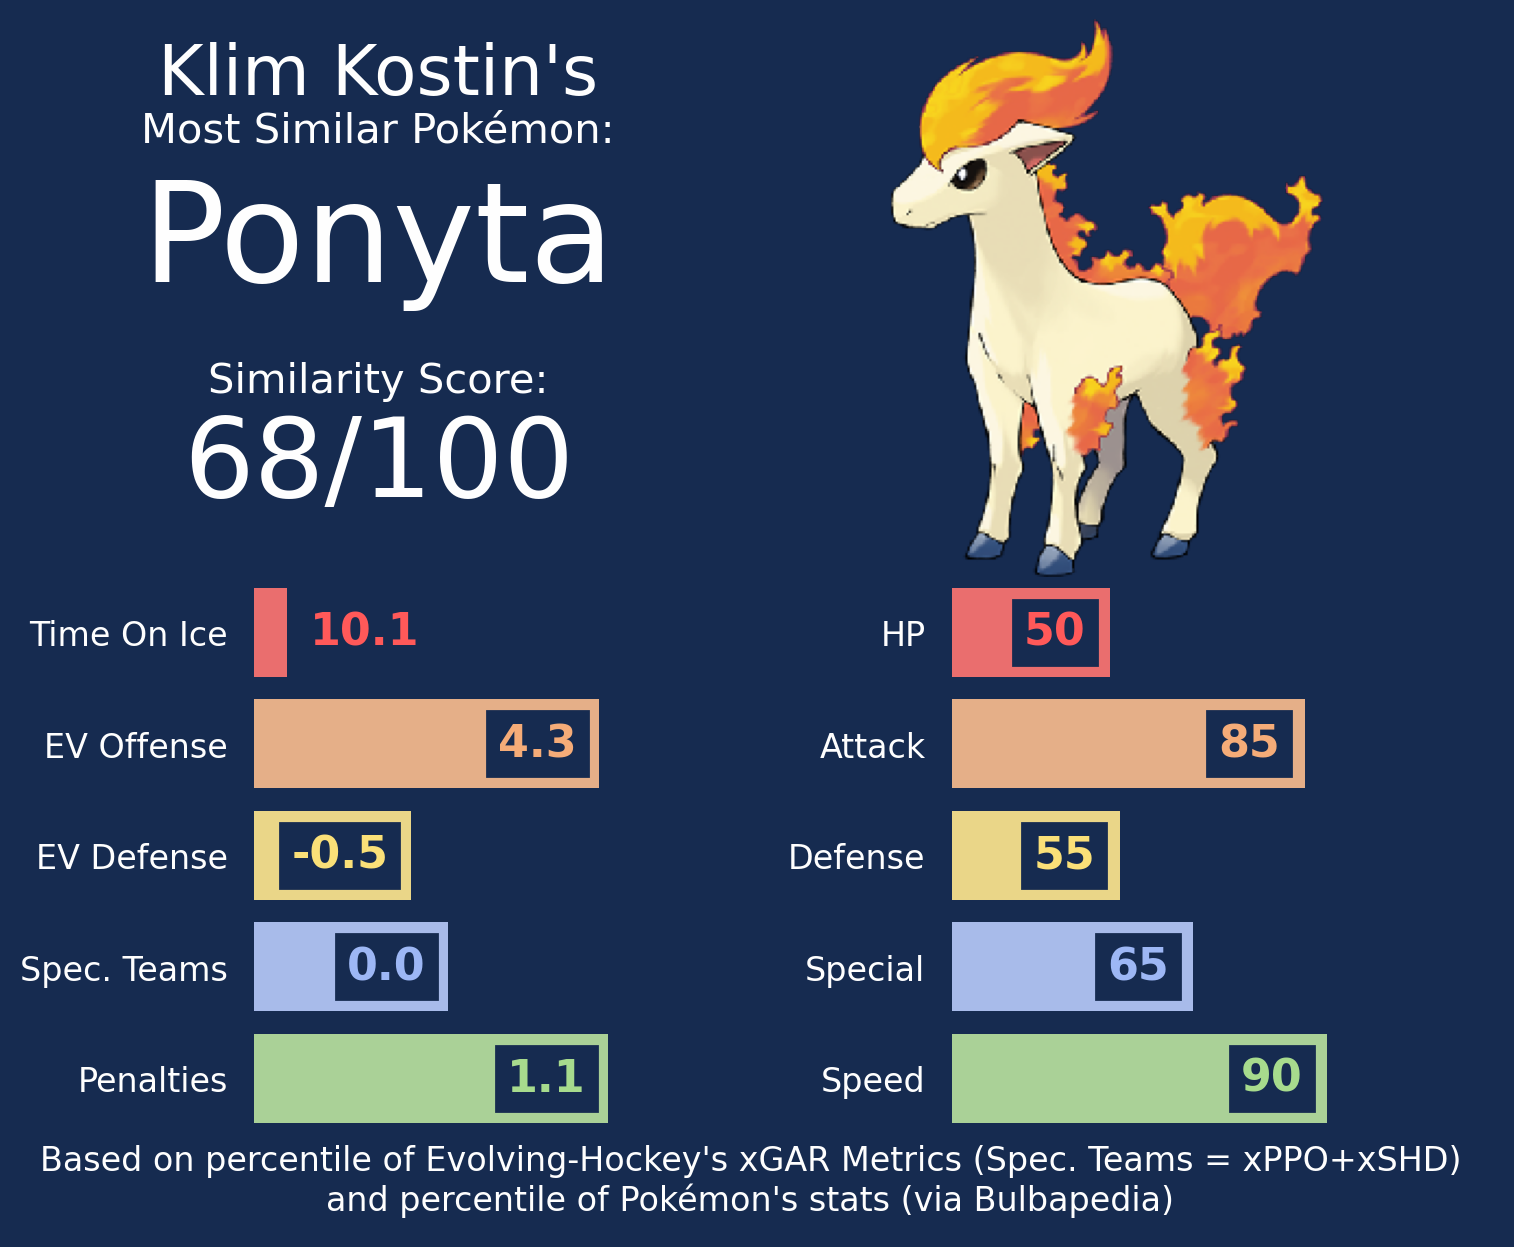 Klim Kostin's
Most Similar Pokémon:
Ponyta
Similarity Score:
68/100
Time On Ice 10.1
EV Offense 4.3
EV Defense -0.5
Spec. Teams 0.0
Penalties 1.1
HP 50
Attack 85
Defense 55
Special 65
Speed 90
Based on percentile of Evolving-Hockey's xGAR Metrics (Spec. Teams = xPPO+xSHD)
and percentile of Pokémon's stats (via Bulbapedia)